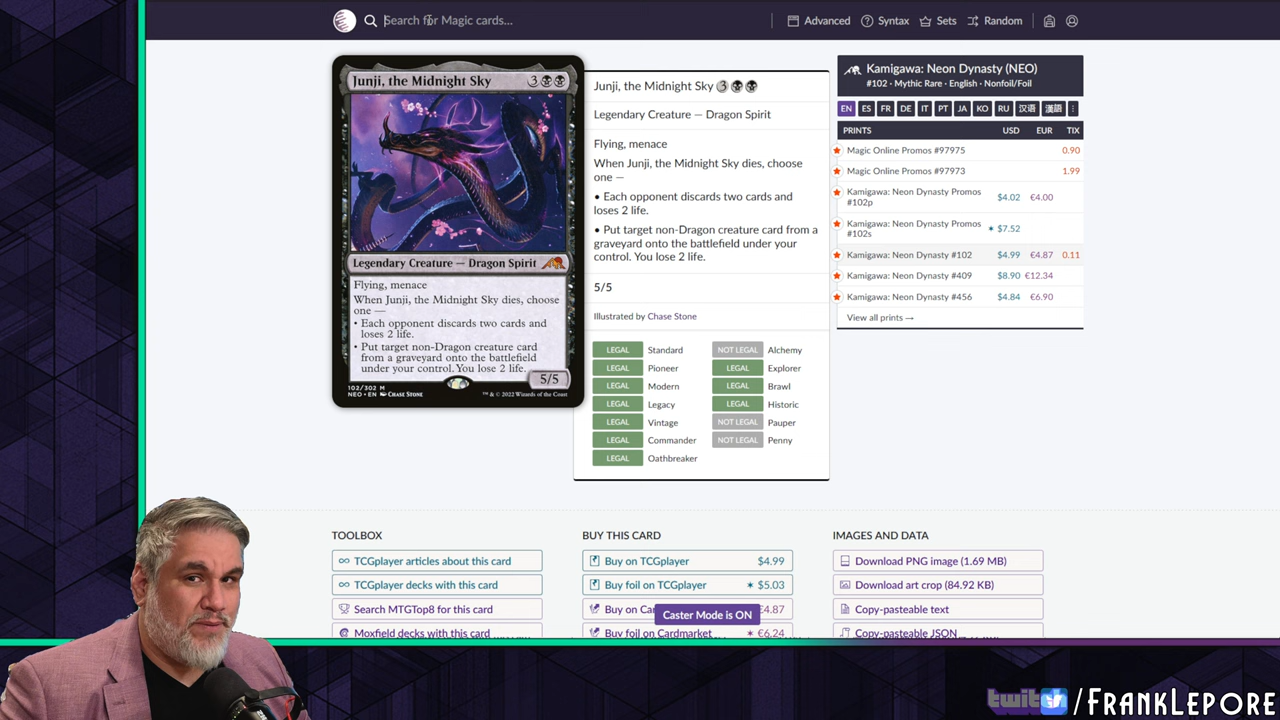 Search for Magic cards...
Advanced
Syntax
Sets
Random
Junji, the Midnight Sky 3
Legendary Creature — Dragon Spirit
Flying, menace
When Junji, the Midnight Sky dies, choose
one —
• Each opponent discards two cards and
loses 2 life.
• Put target non-Dragon creature card
from a graveyard onto the battlefield
under your control. You lose 2 life.
5/5
102/302 M
NEO • EN CHASE STONE
™ & © 2022 Wizards of the Coast
Junji, the Midnight Sky 3
Legendary Creature — Dragon Spirit
Flying, menace
When Junji, the Midnight Sky dies, choose
one —
• Each opponent discards two cards and
loses 2 life.
• Put target non-Dragon creature card from a
graveyard onto the battlefield under your
control. You lose 2 life.
5/5
Illustrated by Chase Stone
LEGAL Standard NOT LEGAL Alchemy
LEGAL Pioneer LEGAL Explorer
LEGAL Modern LEGAL Brawl
LEGAL Legacy LEGAL Historic
LEGAL Vintage NOT LEGAL Pauper
LEGAL Commander NOT LEGAL Penny
LEGAL Oathbreaker
Kamigawa: Neon Dynasty (NEO)
#102 · Mythic Rare · English · Nonfoil/Foil
EN ES FR DE IT PT JA KO RU 汉语 漢語
PRINTS USD EUR TIX
Magic Online Promos #97975 0.90
Magic Online Promos #97973 1.99
Kamigawa: Neon Dynasty Promos
#102p $4.02 €4.00
Kamigawa: Neon Dynasty Promos
#102s $7.52
Kamigawa: Neon Dynasty #102 $4.99 €4.87 0.11
Kamigawa: Neon Dynasty #409 $8.90 €12.34
Kamigawa: Neon Dynasty #456 $4.84 €6.90
View all prints →
TOOLBOX
TCGplayer articles about this card
TCGplayer decks with this card
Search MTGTop8 for this card
Moxfield decks with this card
BUY THIS CARD
Buy on TCGplayer $4.99
Buy foil on TCGplayer $5.03
Buy on Ca €4.87
Buy foil on Cardmarket €6.24
Caster Mode is ON
IMAGES AND DATA
Download PNG image (1.69 MB)
Download art crop (84.92 KB)
Copy-pasteable text
Copy-pasteable JSON
/FRANKLEPORE